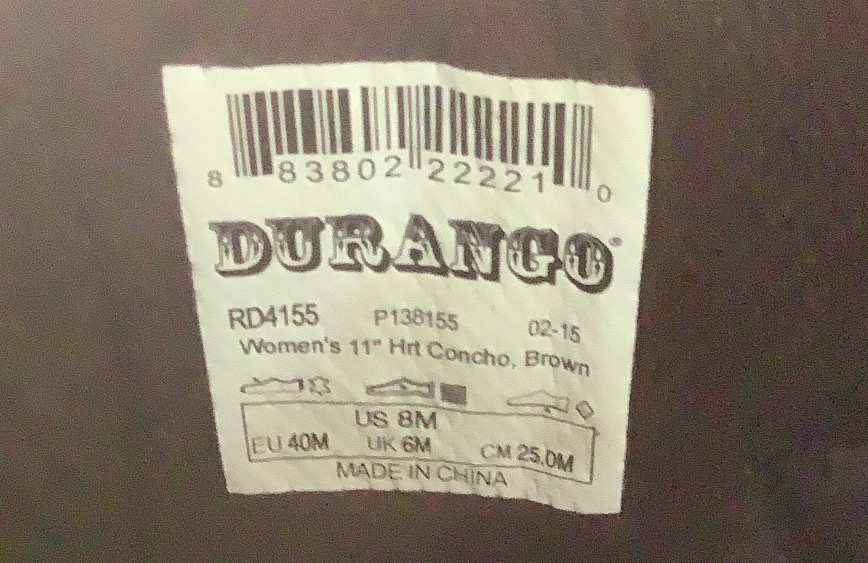 8 83802 22221 0
DURANGO®
RD4155 P138155 02-15
Women's 11" Hrt Concho, Brown
US 8M
EU 40M UK 6M CM 25.0M
MADE IN CHINA